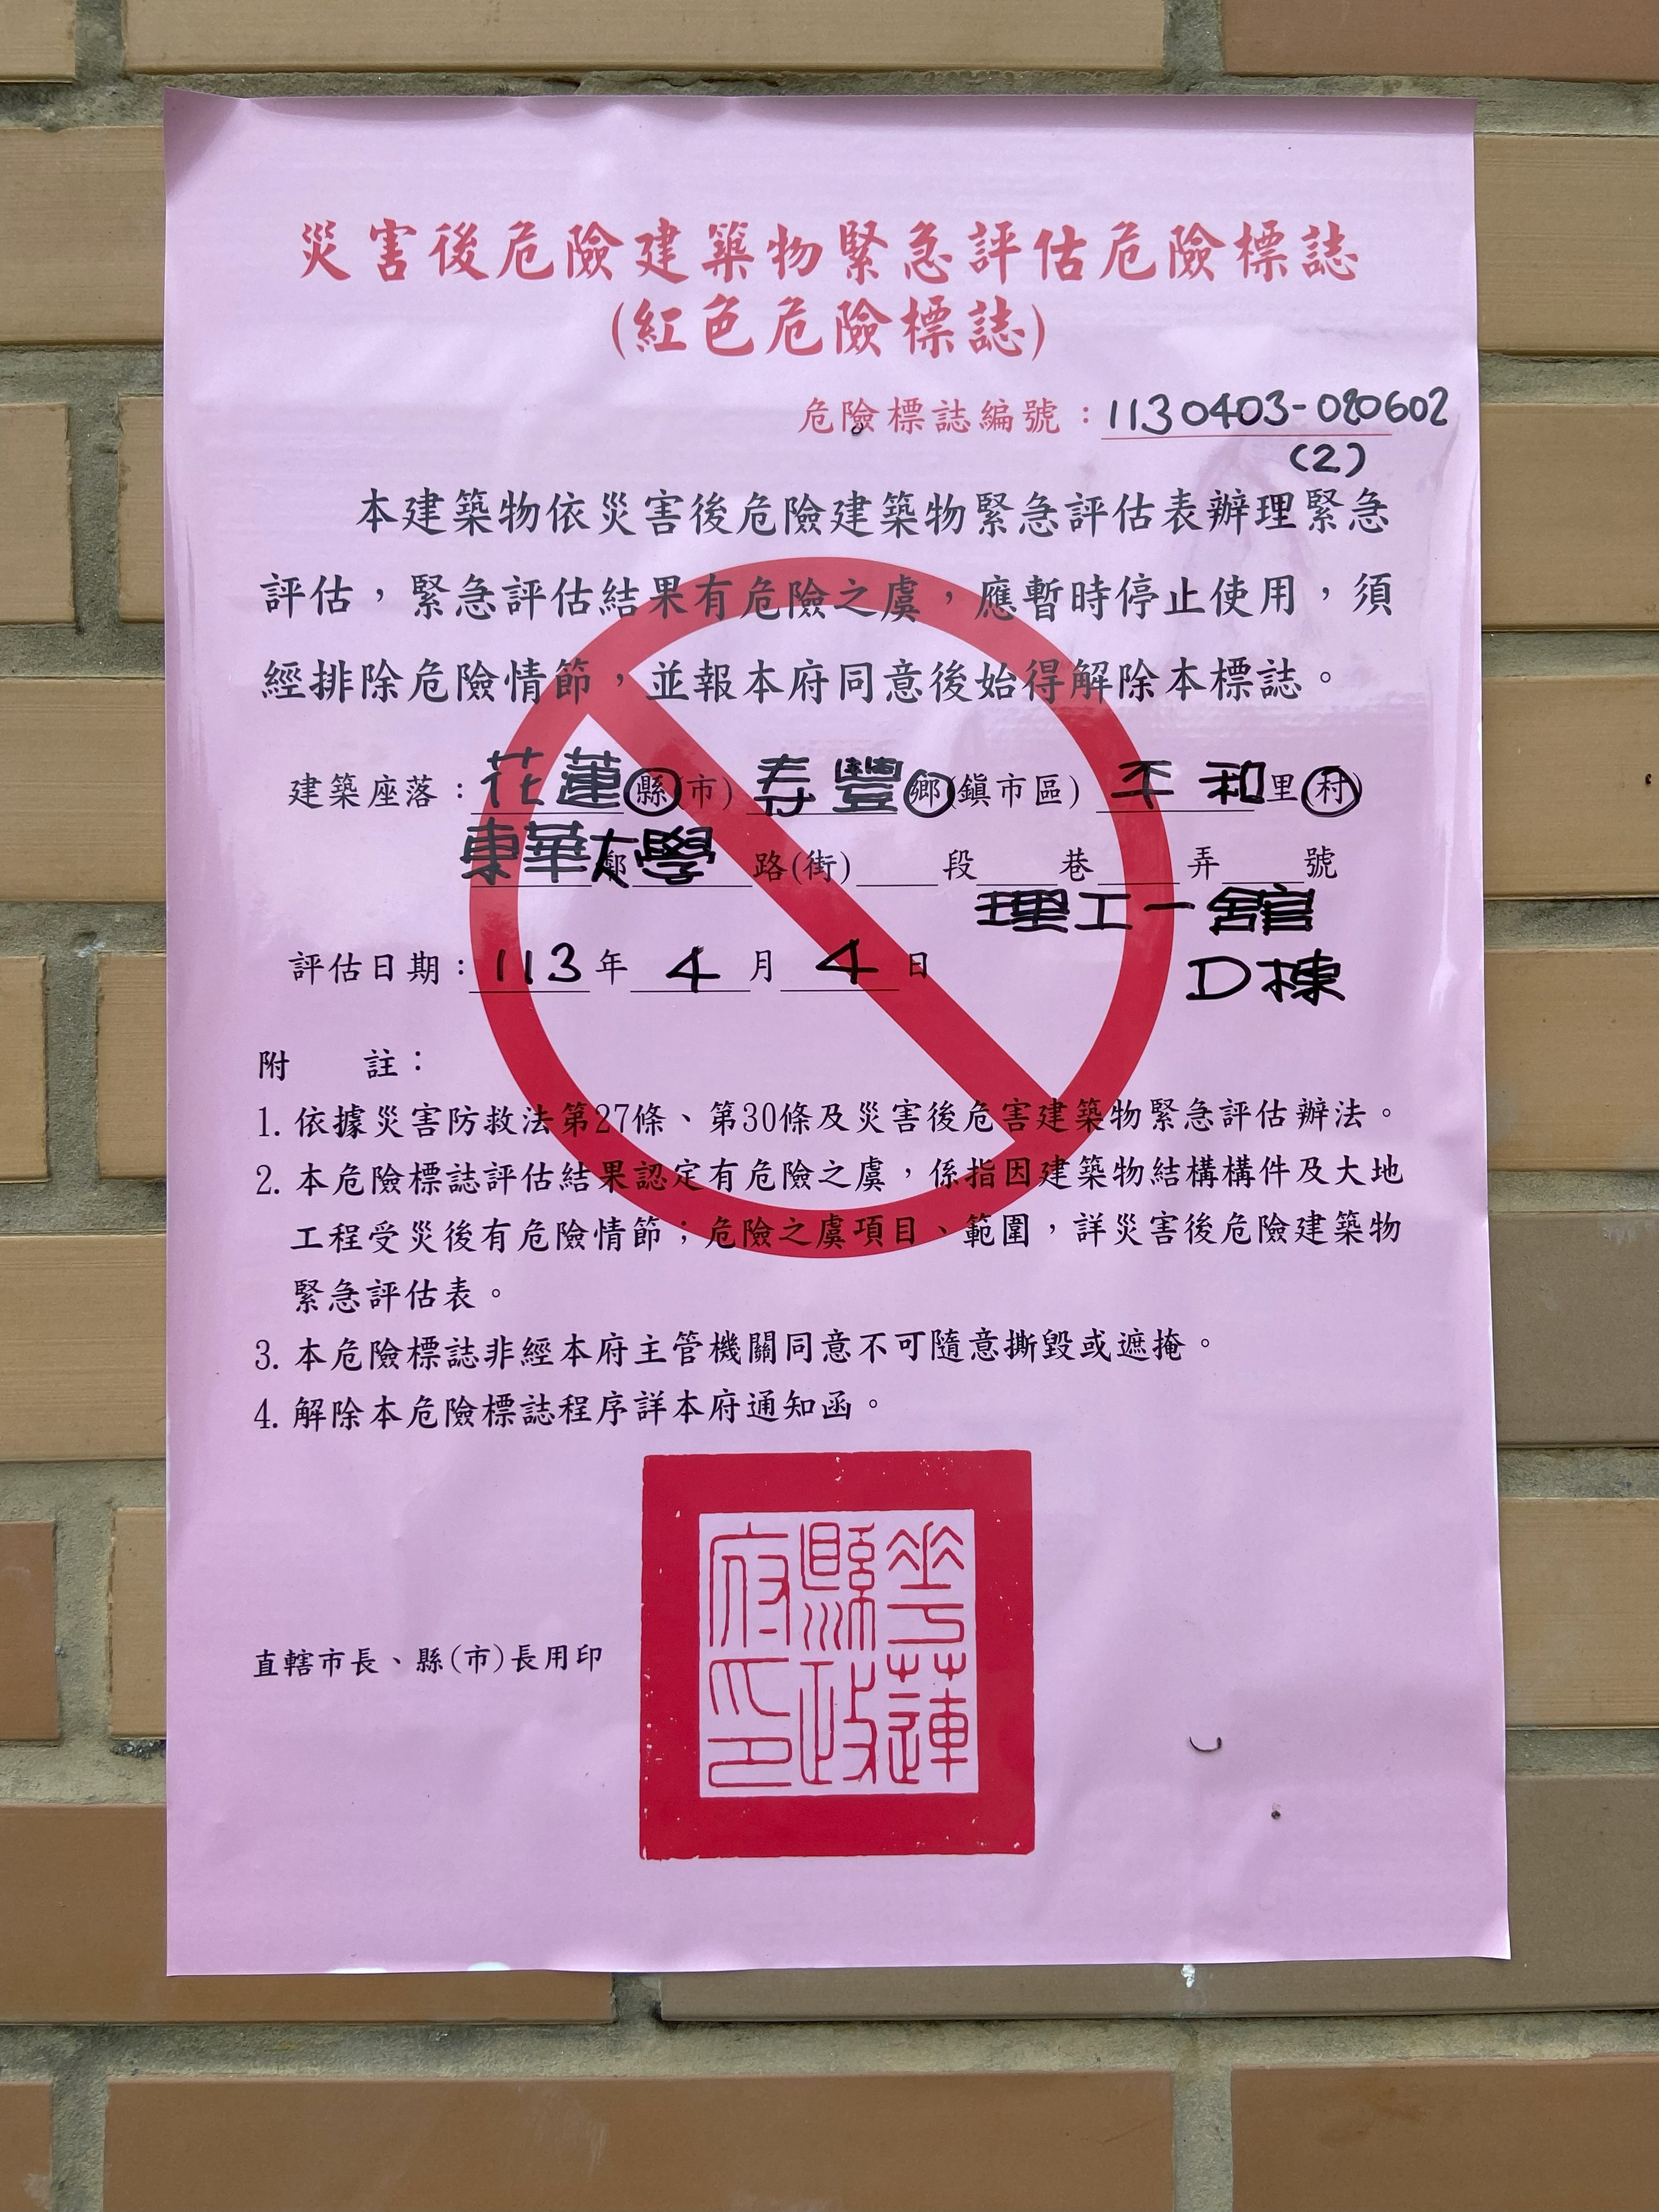 災害後危險建築物緊急評估危險標誌
(紅色危險標誌)
危險標誌編號：1130403-080602
(2)
本建築物依災害後危險建築物緊急評估表辦理緊急
評估，緊急評估結果有危險之虞，應暫時停止使用，須
經排除危險情節，並報本府同意後始得解除本標誌。
建築座落：花蓮縣(市) 寿豐鄉(鎮市區) 平和里(村)
東華大學鄰 路(街) 段 巷 弄 號
理工一舘
D棟
評估日期：113年 4月 4日
附 註：
1. 依據災害防救法第27條、第30條及災害後危害建築物緊急評估辦法。
2. 本危險標誌評估結果認定有危險之虞，係指因建築物結構構件及大地
工程受災後有危險情節；危險之虞項目、範圍，詳災害後危險建築物
緊急評估表。
3. 本危險標誌非經本府主管機關同意不可隨意撕毀或遮掩。
4. 解除本危險標誌程序詳本府通知函。
直轄市長、縣(市)長用印
花蓮縣政府印